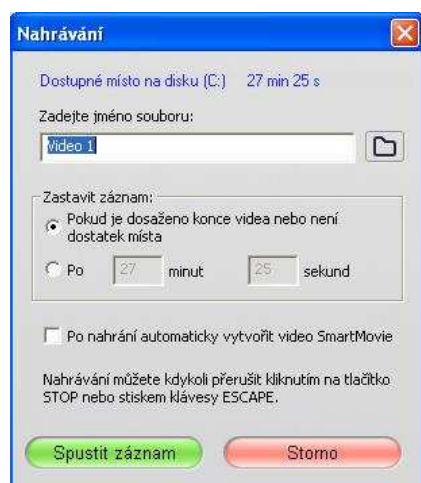 Nahrávání
Dostupné místo na disku (C:) 27 min 25 s
Zadejte jméno souboru:
Video 1
Zastavit záznam:
Pokud je dosaženo konce videa nebo není
dostatek místa
Po 27 minut 25 sekund
Po nahrání automaticky vytvořit video SmartMovie
Nahrávání můžete kdykoli přerušit kliknutím na tlačítko
STOP nebo stiskem klávesy ESCAPE.
Spustit záznam Storno